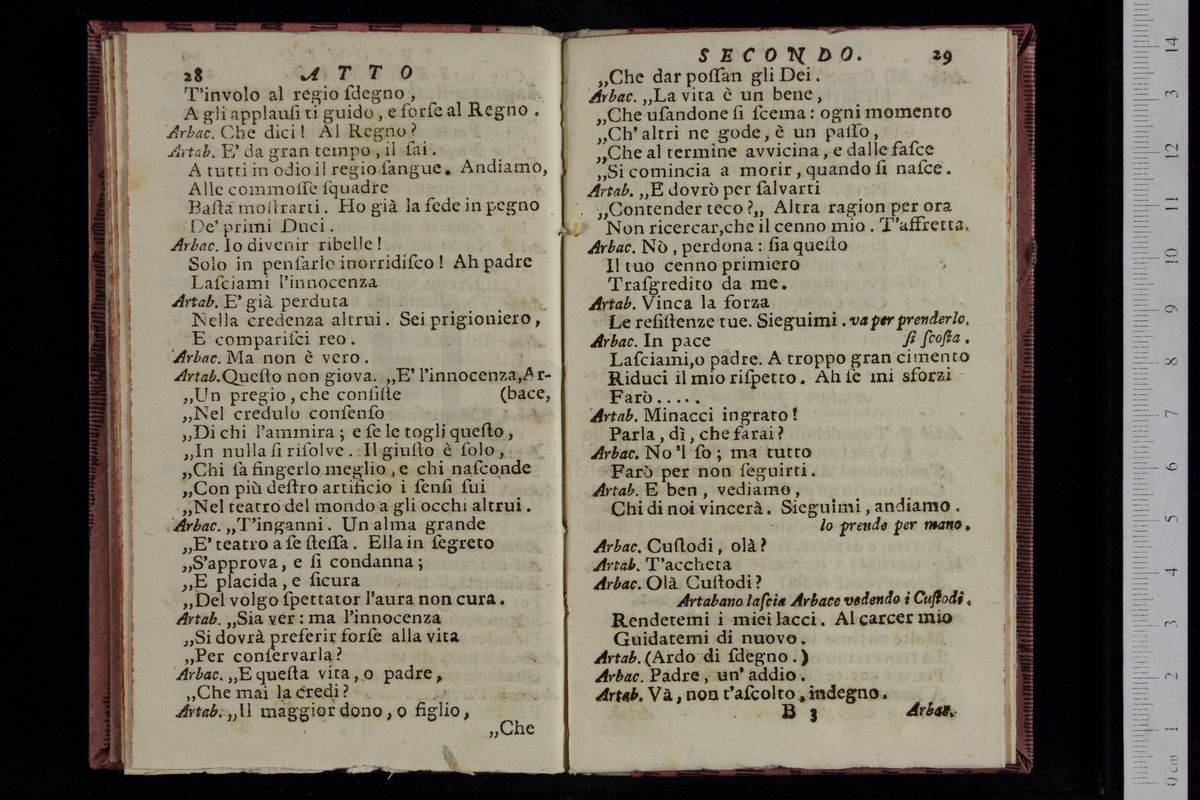 28 ATTO
T'involo al regio ſdegno,
A gli applauſi ti guido, e forſe al Regno.
Arbac. Che dici! Al Regno?
Artab. E' da gran tempo, il ſai.
A tutti in odio il regio ſangue. Andiamo,
Alle commoſſe ſquadre
Baſta moſtrarti. Ho già la fede in pegno
De' primi Duci.
Arbac. Io divenir ribelle!
Solo in penſarlo inorridiſco! Ah padre
Laſciami l'innocenza
Artab. E' già perduta
Nella credenza altrui. Sei prigioniero,
E compariſci reo.
Arbac. Ma non è vero.
Artab. Queſto non giova. „E' l'innocenza, Ar-
„Un pregio, che conſiſte (bace,
„Nel credulo conſenſo
„Di chi l'ammira; e ſe le togli queſto,
„In nulla ſi riſolve. Il giuſto è ſolo,
„Chi ſa fingerlo meglio, e chi naſconde
„Con più deſtro artificio i ſenſi ſui
„Nel teatro del mondo a gli occhi altrui.
Arbac. „T'inganni. Un alma grande
„E' teatro a ſe ſteſſa. Ella in ſegreto
„S'approva, e ſi condanna;
„E placida, e ſicura
„Del volgo ſpettator l'aura non cura.
Artab. „Sia ver: ma l'innocenza
„Si dovrà preferir forſe alla vita
„Per conſervarla?
Arbac. „E queſta vita, o padre,
„Che mai la credi?
Artab. „Il maggior dono, o figlio,
„Che
SECONDO. 29
„Che dar poſſan gli Dei.
Arbac. „La vita è un bene,
„Che uſandone ſi ſcema: ogni momento
„Ch' altri ne gode, è un paſſo,
„Che al termine avvicina, e dalle faſce
„Si comincia a morir, quando ſi naſce.
Artab. „E dovrò per ſalvarti
„Contender teco?„ Altra ragion per ora
Non ricercar, che il cenno mio. T'affretta.
Arbac. Nò, perdona: ſia queſto
Il tuo cenno primiero
Traſgredito da me.
Artab. Vinca la forza
Le reſiſtenze tue. Sieguimi. va per prenderlo.
Arbac. In pace ſi ſcoſta.
Laſciami, o padre. A troppo gran cimento
Riduci il mio riſpetto. Ah ſe mi sforzi
Farò.....
Artab. Minacci ingrato!
Parla, dì, che farai?
Arbac. No 'l ſo; ma tutto
Farò per non ſeguirti.
Artab. E ben, vediamo,
Chi di noi vincerà. Sieguimi, andiamo.
lo prende per mano.
Arbac. Cuſtodi, olà?
Artab. T'accheta
Arbac. Olà Cuſtodi?
Artabano laſcia Arbace vedendo i Cuſtodi.
Rendetemi i miei lacci. Al carcer mio
Guidatemi di nuovo.
Artab. (Ardo di ſdegno.)
Arbac. Padre, un' addio.
Artab. Và, non t'aſcolto, indegno.
B 3 Arbac.
0 cm 1 2 3 4 5 6 7 8 9 10 11 12 3 14